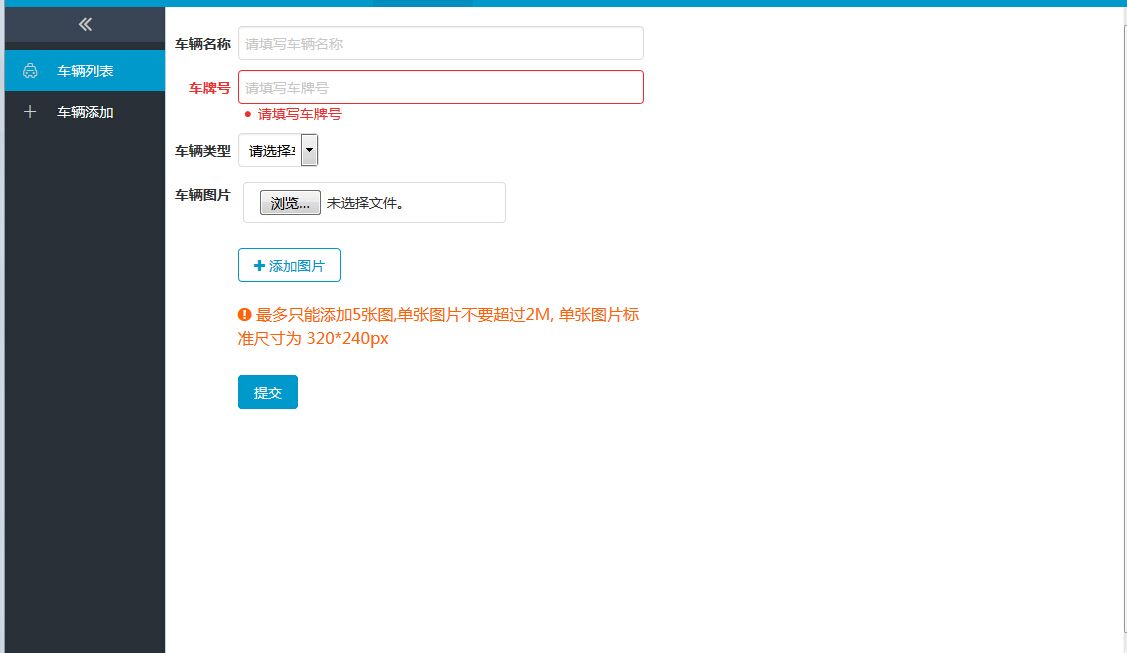 车辆列表
车辆添加
车辆名称 请填写车辆名称
车牌号 请填写车牌号
请填写车牌号
车辆类型 请选择
车辆图片 浏览... 未选择文件。
添加图片
最多只能添加5张图,单张图片不要超过2M, 单张图片标
准尺寸为 320*240px
提交